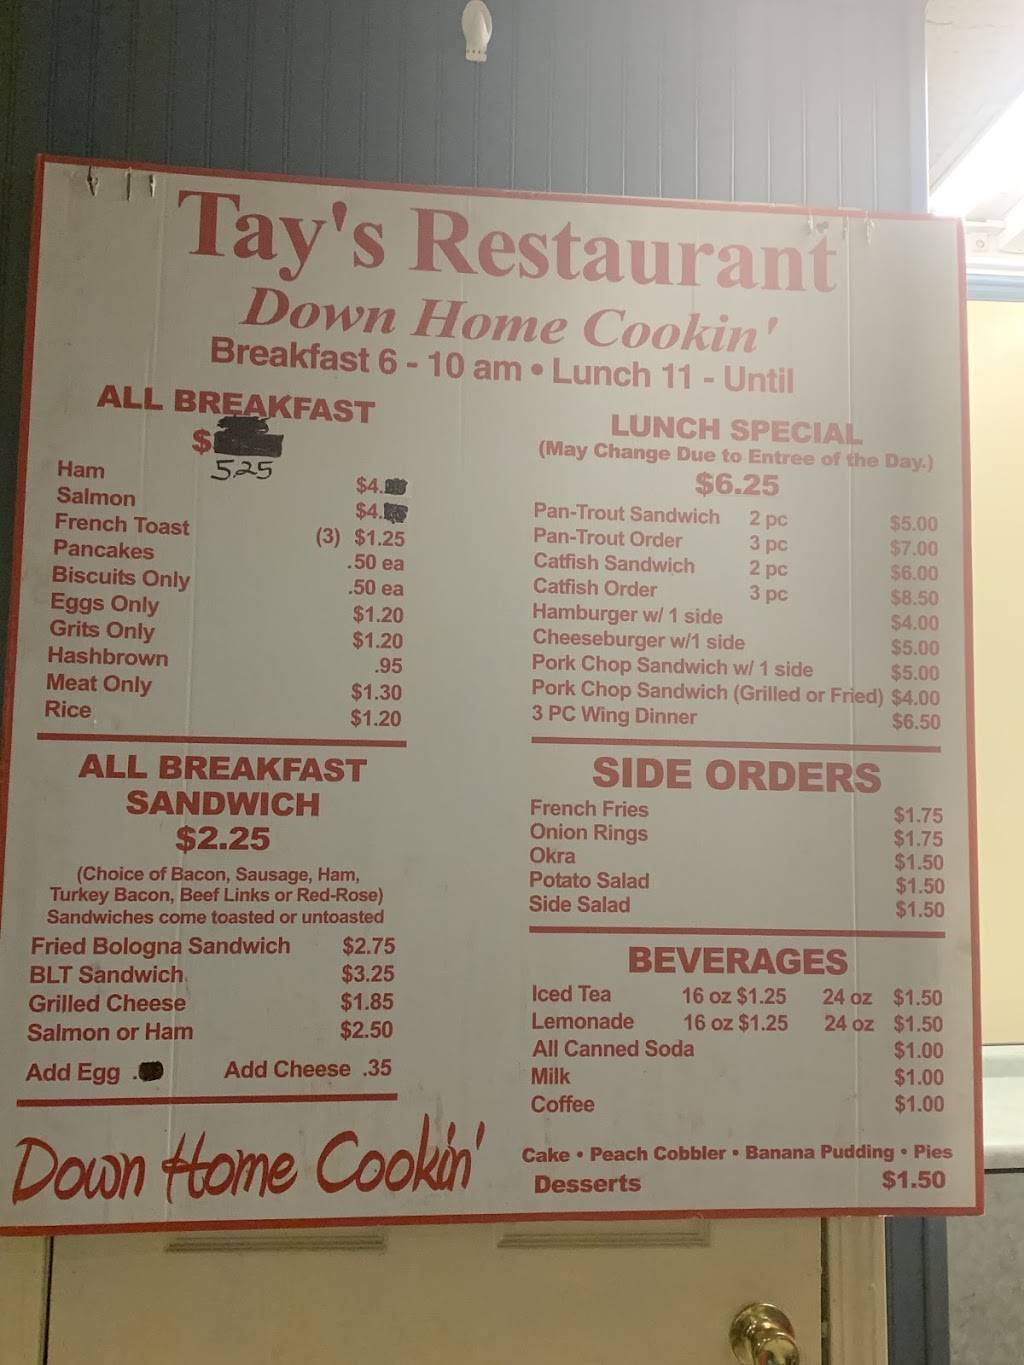 Tay's Restaurant
Down Home Cookin'
Breakfast 6 - 10 am • Lunch 11 - Until
ALL BREAKFAST
$
5.25
Ham $4.
Salmon $4.
French Toast (3) $1.25
Pancakes .50 ea
Biscuits Only .50 ea
Eggs Only $1.20
Grits Only $1.20
Hashbrown .95
Meat Only $1.30
Rice $1.20
ALL BREAKFAST
SANDWICH
$2.25
(Choice of Bacon, Sausage, Ham,
Turkey Bacon, Beef Links or Red-Rose)
Sandwiches come toasted or untoasted
Fried Bologna Sandwich $2.75
BLT Sandwich $3.25
Grilled Cheese $1.85
Salmon or Ham $2.50
Add Egg . Add Cheese .35
Down Home Cookin'
LUNCH SPECIAL
(May Change Due to Entree of the Day.)
$6.25
Pan-Trout Sandwich 2 pc $5.00
Pan-Trout Order 3 pc $7.00
Catfish Sandwich 2 pc $6.00
Catfish Order 3 pc $8.50
Hamburger w/ 1 side $4.00
Cheeseburger w/1 side $5.00
Pork Chop Sandwich w/ 1 side $5.00
Pork Chop Sandwich (Grilled or Fried) $4.00
3 PC Wing Dinner $6.50
SIDE ORDERS
French Fries $1.75
Onion Rings $1.75
Okra $1.50
Potato Salad $1.50
Side Salad $1.50
BEVERAGES
Iced Tea 16 oz $1.25 24 oz $1.50
Lemonade 16 oz $1.25 24 oz $1.50
All Canned Soda $1.00
Milk $1.00
Coffee $1.00
Cake • Peach Cobbler • Banana Pudding • Pies
Desserts $1.50